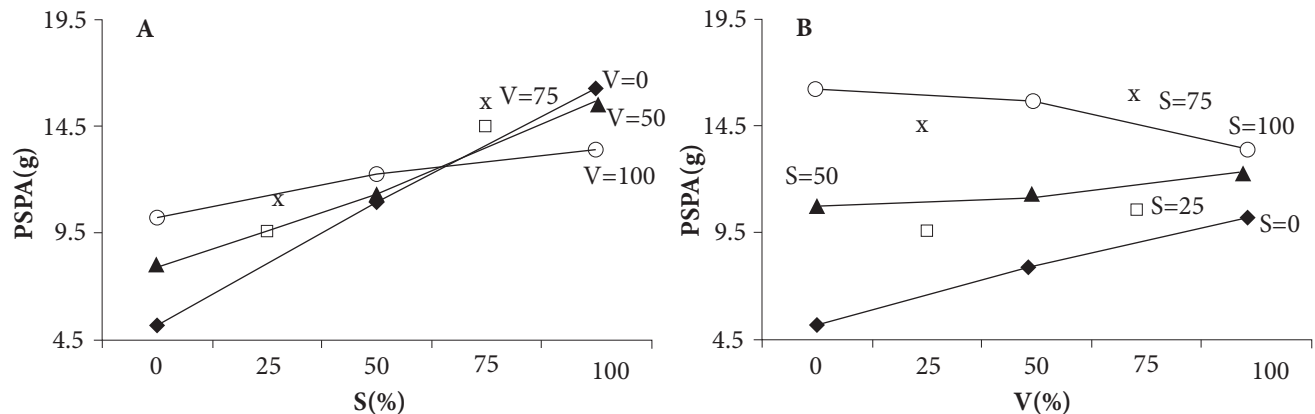 A
PSPA(g)
19.5
14.5
9.5
4.5
x
x
V=0
V=75
V=50
V=100
0 25 50 75 100
S(%)
B
PSPA(g)
19.5
14.5
9.5
4.5
x
x
S=75
S=100
S=50
S=25
S=0
0 25 50 75 100
V(%)